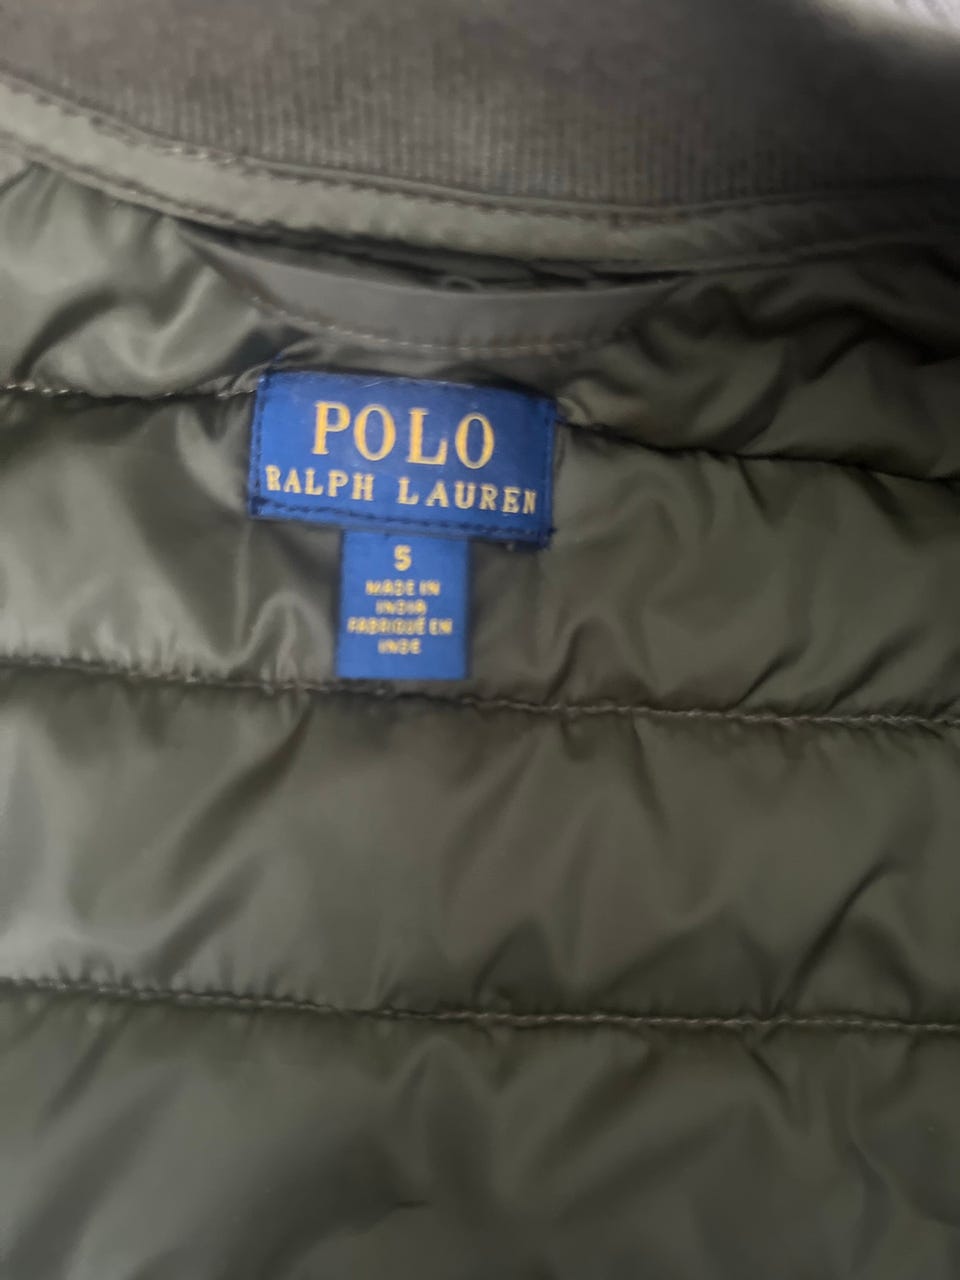 POLO
RALPH LAUREN
5
MADE IN
INDIA
FABRIQUÉ EN
INDE